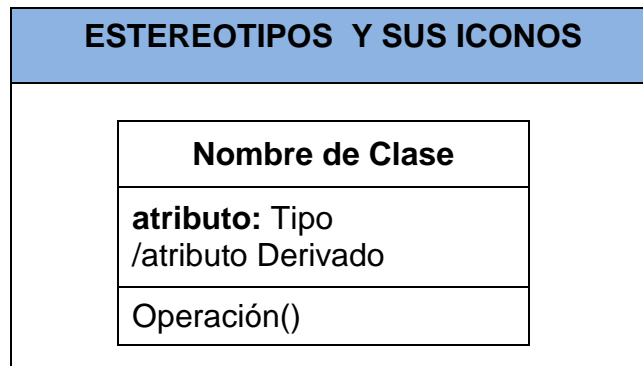 ESTEREOTIPOS Y SUS ICONOS
Nombre de Clase
atributo: Tipo
/atributo Derivado
Operación()